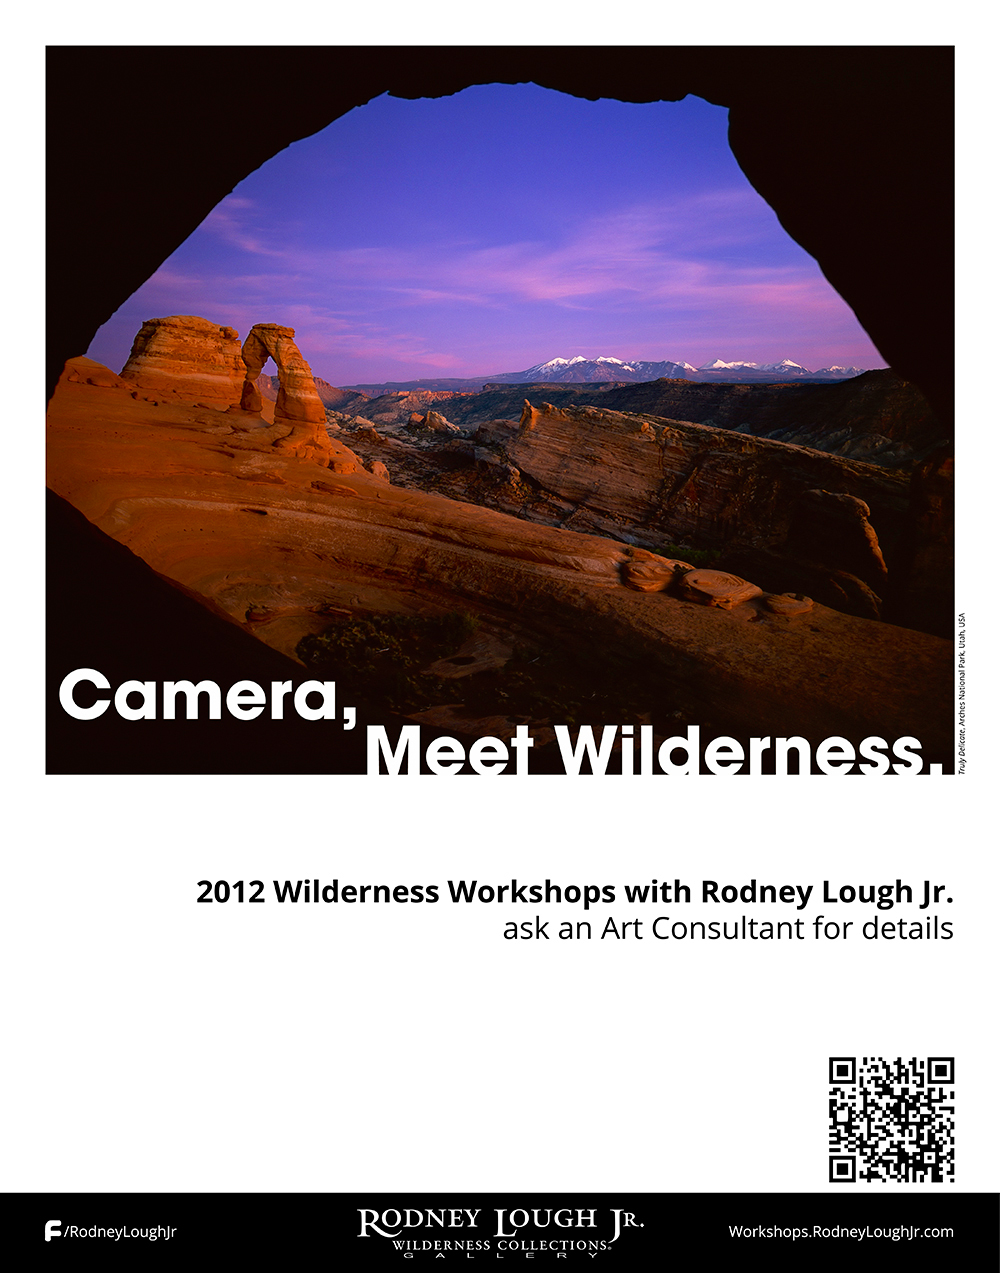 Camera,
Meet Wilderness.
Truly Delicate, Arches National Park, Utah, USA
2012 Wilderness Workshops with Rodney Lough Jr.
ask an Art Consultant for details
F/RodneyLoughJr
RODNEY LOUGH JR.
WILDERNESS COLLECTIONS®
GALLERY
Workshops.RodneyLoughJr.com